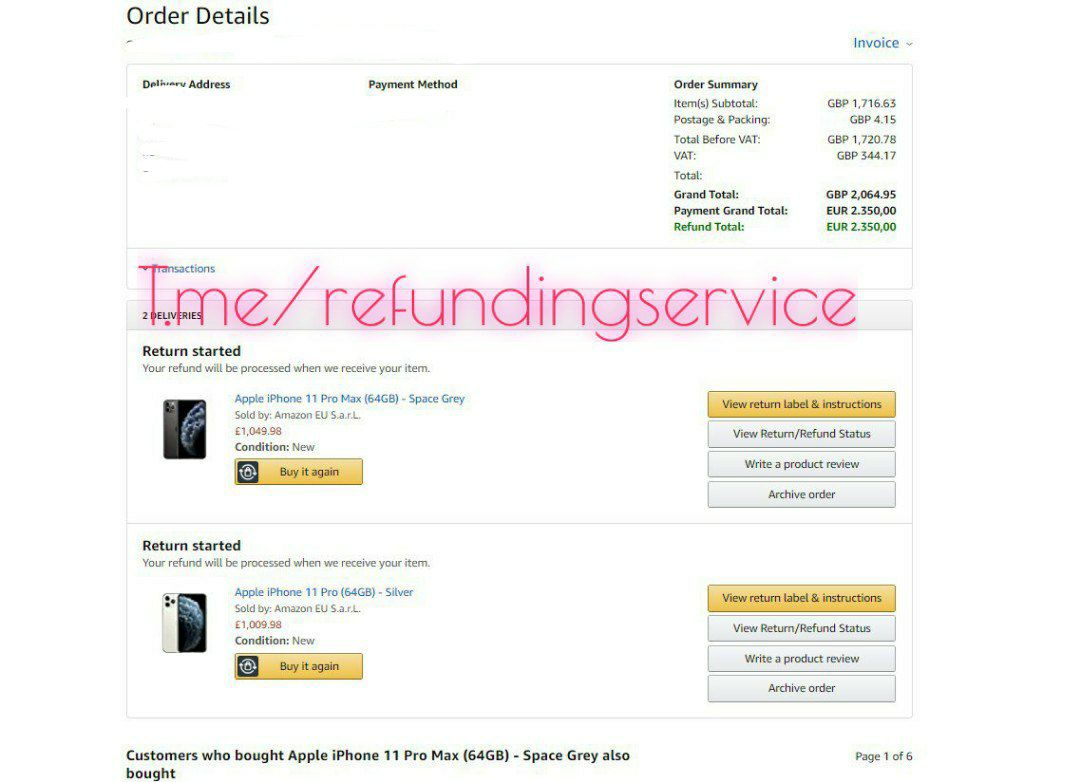 Order Details
Invoice
Delivery Address
Payment Method
Order Summary
Item(s) Subtotal: GBP 1,716.63
Postage & Packing: GBP 4.15
Total Before VAT: GBP 1,720.78
VAT: GBP 344.17
Total:
Grand Total: GBP 2,064.95
Payment Grand Total: EUR 2.350,00
Refund Total: EUR 2.350,00
Transactions
T.me/refundingservice
2 DELIVERIES
Return started
Your refund will be processed when we receive your item.
Apple iPhone 11 Pro Max (64GB) - Space Grey
Sold by: Amazon EU S.a.r.L.
£1,049.98
Condition: New
Buy it again
View return label & instructions
View Return/Refund Status
Write a product review
Archive order
Return started
Your refund will be processed when we receive your item.
Apple iPhone 11 Pro (64GB) - Silver
Sold by: Amazon EU S.a.r.L.
£1,009.98
Condition: New
Buy it again
View return label & instructions
View Return/Refund Status
Write a product review
Archive order
Customers who bought Apple iPhone 11 Pro Max (64GB) - Space Grey also
bought
Page 1 of 6